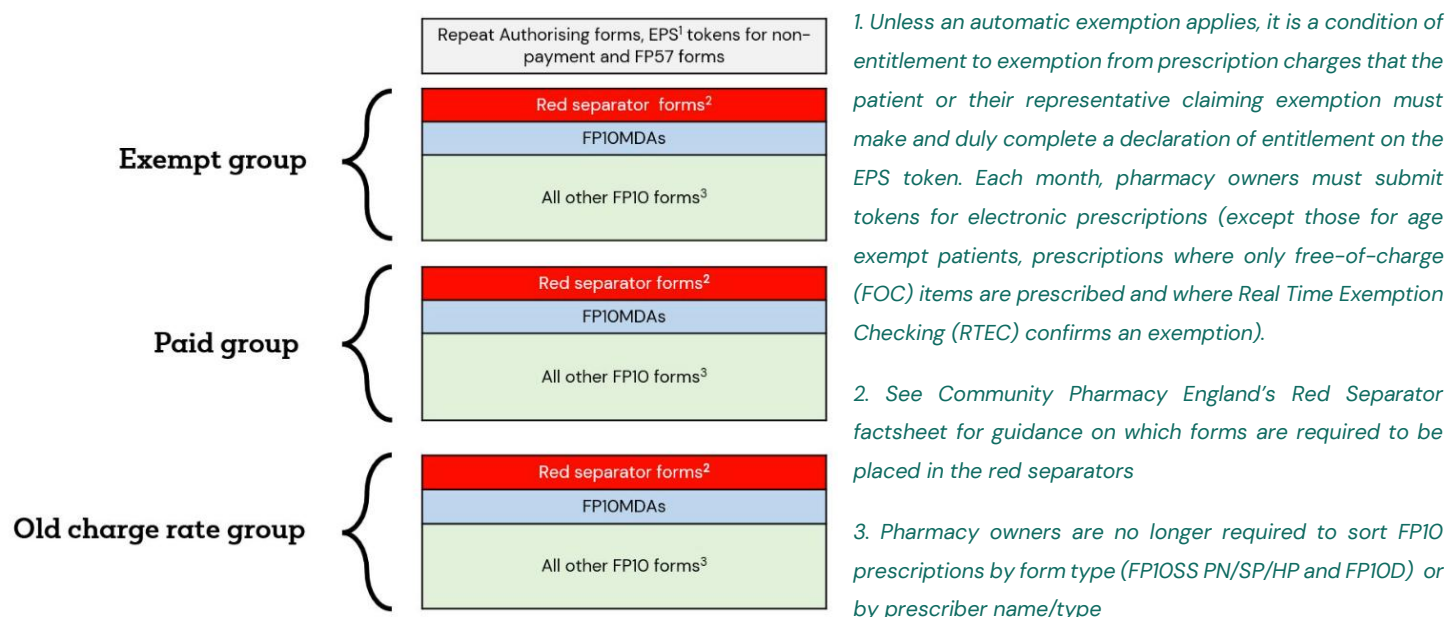 Repeat Authorising forms, EPS¹ tokens for non-
payment and FP57 forms
Exempt group
Red separator forms²
FP10MDAs
All other FP10 forms³
Paid group
Red separator forms²
FP10MDAs
All other FP10 forms³
Old charge rate group
Red separator forms²
FP10MDAs
All other FP10 forms³
1. Unless an automatic exemption applies, it is a condition of
entitlement to exemption from prescription charges that the
patient or their representative claiming exemption must
make and duly complete a declaration of entitlement on the
EPS token. Each month, pharmacy owners must submit
tokens for electronic prescriptions (except those for age
exempt patients, prescriptions where only free-of-charge
(FOC) items are prescribed and where Real Time Exemption
Checking (RTEC) confirms an exemption).
2. See Community Pharmacy England’s Red Separator
factsheet for guidance on which forms are required to be
placed in the red separators
3. Pharmacy owners are no longer required to sort FP10
prescriptions by form type (FP10SS PN/SP/HP and FP10D) or
by prescriber name/type